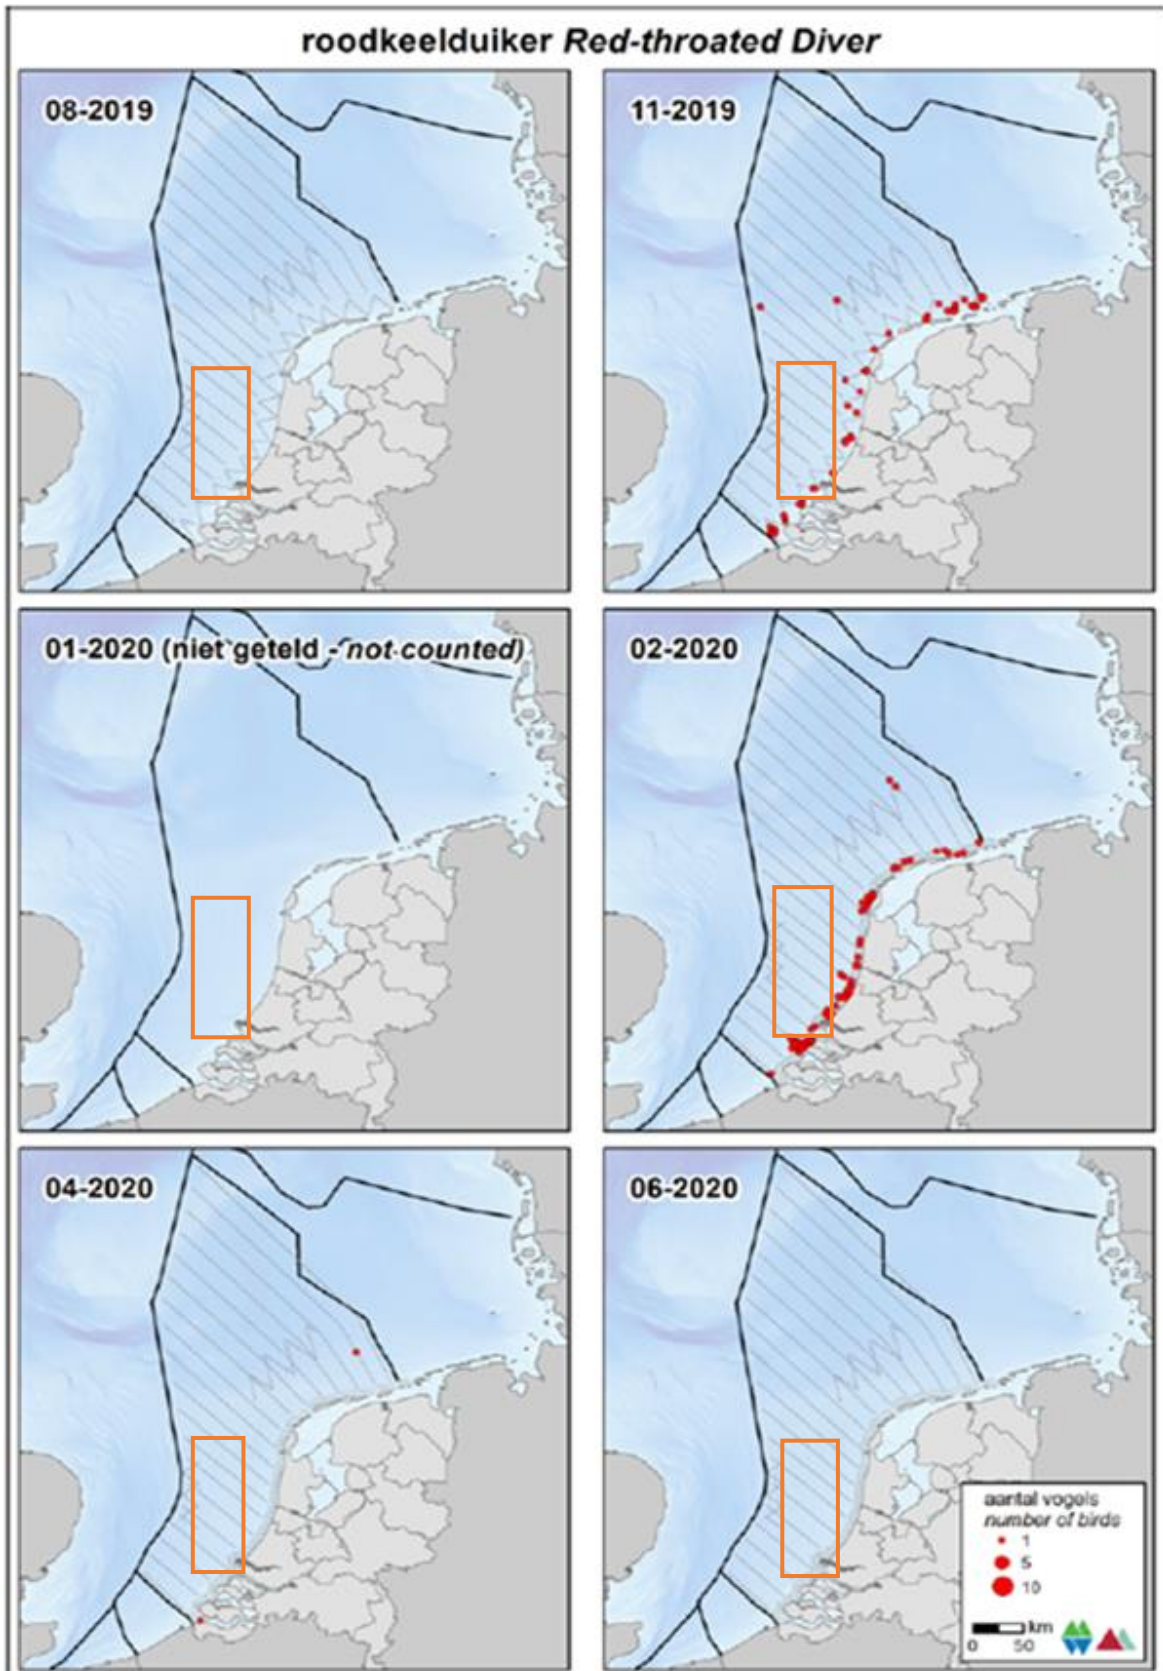 roodkeelduiker Red-throated Diver
08-2019
11-2019
01-2020 (niet geteld - not counted)
02-2020
04-2020
06-2020
aantal vogels
number of birds
1
5
10
km
0 50